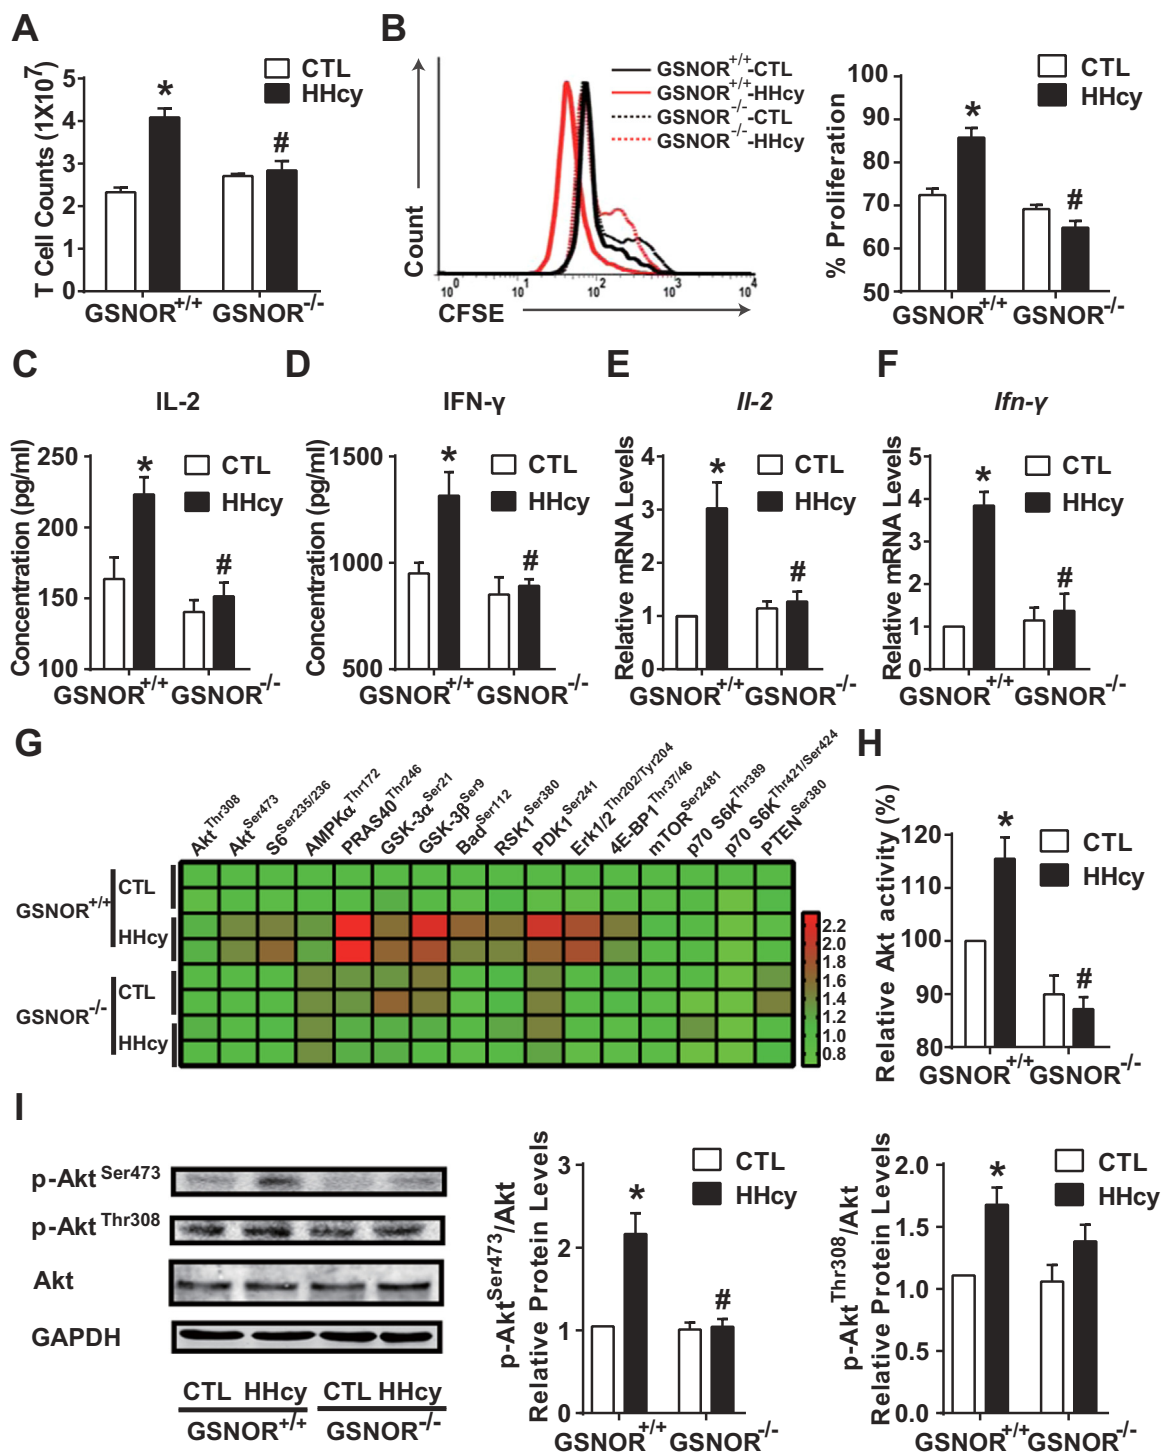 A
T Cell Counts (1X10^7)
5
4
3
2
1
0
CTL
HHcy
*
#
GSNOR+/+ GSNOR-/-
B
Count
GSNOR+/+-CTL
GSNOR+/+-HHcy
GSNOR-/--CTL
GSNOR-/--HHcy
10^0 10^1 10^2 10^3 10^4
CFSE
% Proliferation
100
90
80
70
60
50
CTL
HHcy
*
#
GSNOR+/+ GSNOR-/-
C
IL-2
Concentration (pg/ml)
250
200
150
100
CTL
HHcy
*
#
GSNOR+/+ GSNOR-/-
D
IFN-γ
Concentration (pg/ml)
1500
1000
500
CTL
HHcy
*
#
GSNOR+/+ GSNOR-/-
E
Il-2
Relative mRNA Levels
4
3
2
1
0
CTL
HHcy
*
#
GSNOR+/+ GSNOR-/-
F
Ifn-γ
Relative mRNA Levels
5
4
3
2
1
0
CTL
HHcy
*
#
GSNOR+/+ GSNOR-/-
G
Akt Thr308
Akt Ser473
S6 Ser235/236
AMPKα Thr172
PRAS40 Thr246
GSK-3α Ser21
GSK-3β Ser9
Bad Ser112
RSK1 Ser380
PDK1 Ser241
Erk1/2 Thr202/Tyr204
4E-BP1 Thr37/46
mTOR Ser2481
p70 S6K Thr389
p70 S6K Thr421/Ser424
PTEN Ser380
GSNOR+/+
CTL
HHcy
GSNOR-/-
CTL
HHcy
2.2
2.0
1.8
1.6
1.4
1.2
1.0
0.8
H
Relative Akt activity (%)
120
110
100
90
80
CTL
HHcy
*
#
GSNOR+/+ GSNOR-/-
I
p-Akt Ser473
p-Akt Thr308
Akt
GAPDH
CTL HHcy CTL HHcy
GSNOR+/+ GSNOR-/-
p-Akt Ser473/Akt
Relative Protein Levels
3
2
1
0
CTL
HHcy
*
#
GSNOR+/+ GSNOR-/-
p-Akt Thr308/Akt
Relative Protein Levels
2.0
1.5
1.0
0.5
0.0
CTL
HHcy
*
GSNOR+/+ GSNOR-/-